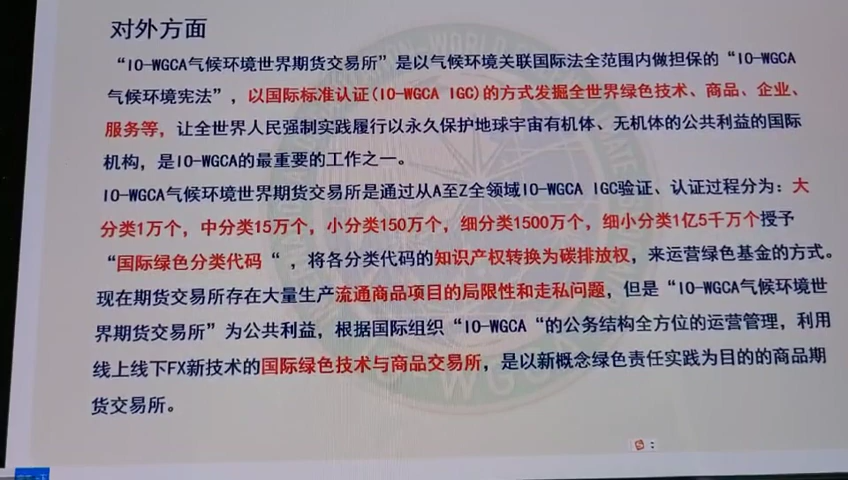 对外方面
“IO-WGCA气候环境世界期货交易所”是以气候环境关联国际法全范围内做担保的“IO-WGCA
气候环境宪法”，以国际标准认证(IO-WGCA IGC)的方式发掘全世界绿色技术、商品、企业、
服务等，让全世界人民强制实践履行以永久保护地球宇宙有机体、无机体的公共利益的国际
机构，是IO-WGCA的最重要的工作之一。
IO-WGCA气候环境世界期货交易所是通过从A至Z全领域IO-WGCA IGC验证、认证过程分为：大
分类1万个，中分类15万个，小分类150万个，细分类1500万个，细小分类1亿5千万个授予
“国际绿色分类代码“ ，将各分类代码的知识产权转换为碳排放权，来运营绿色基金的方式。
现在期货交易所存在大量生产流通商品项目的局限性和走私问题，但是“IO-WGCA气候环境世
界期货交易所”为公共利益，根据国际组织“IO-WGCA “的公务结构全方位的运营管理，利用
线上线下FX新技术的国际绿色技术与商品交易所，是以新概念绿色责任实践为目的的商品期
货交易所。